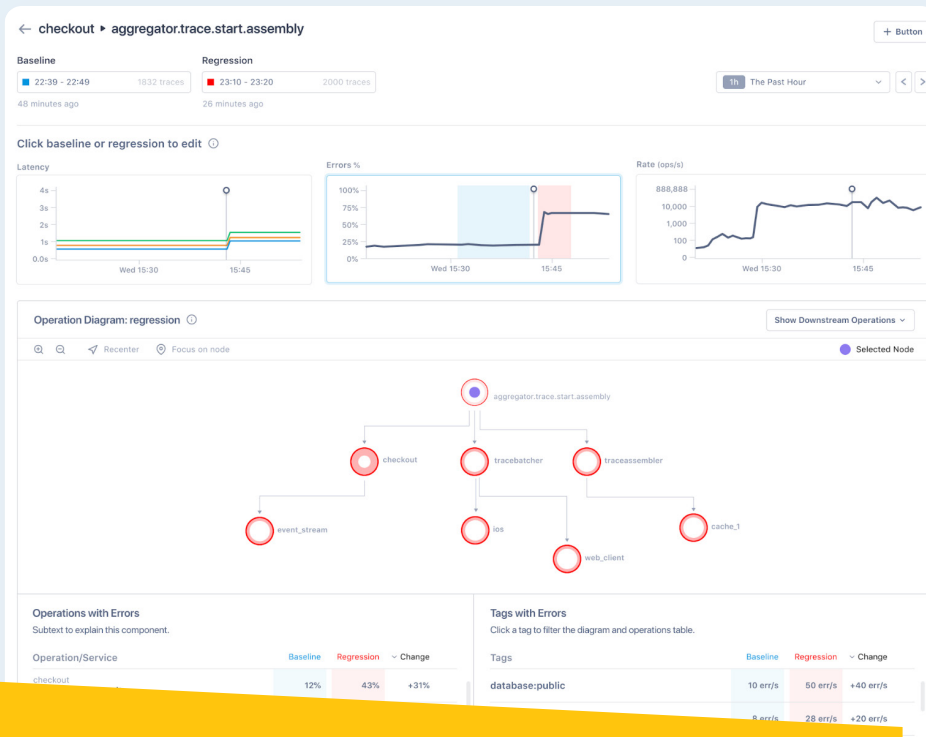 ← checkout ▸ aggregator.trace.start.assembly
+ Button
Baseline
Regression
22:39 - 22:49 1832 traces
23:10 - 23:20 2000 traces
1h The Past Hour
< >
48 minutes ago
26 minutes ago
Click baseline or regression to edit
Latency
4s
3s
2s
1s
0.0s
Wed 15:30 15:45
Errors %
100%
75%
50%
25%
0%
Wed 15:30 15:45
Rate (ops/s)
888,888
10,000
1,000
100
0
Wed 15:30 15:45
Operation Diagram: regression
Show Downstream Operations
Recenter
Focus on node
Selected Node
aggregator.trace.start.assembly
checkout
tracebatcher
traceassembler
event_stream
ios
cache_1
web_client
Operations with Errors
Subtext to explain this component.
Operation/Service Baseline Regression Change
checkout
12% 43% +31%
Tags with Errors
Click a tag to filter the diagram and operations table.
Tags Baseline Regression Change
database:public 10 err/s 50 err/s +40 err/s
8 err/s 28 err/s +20 err/s